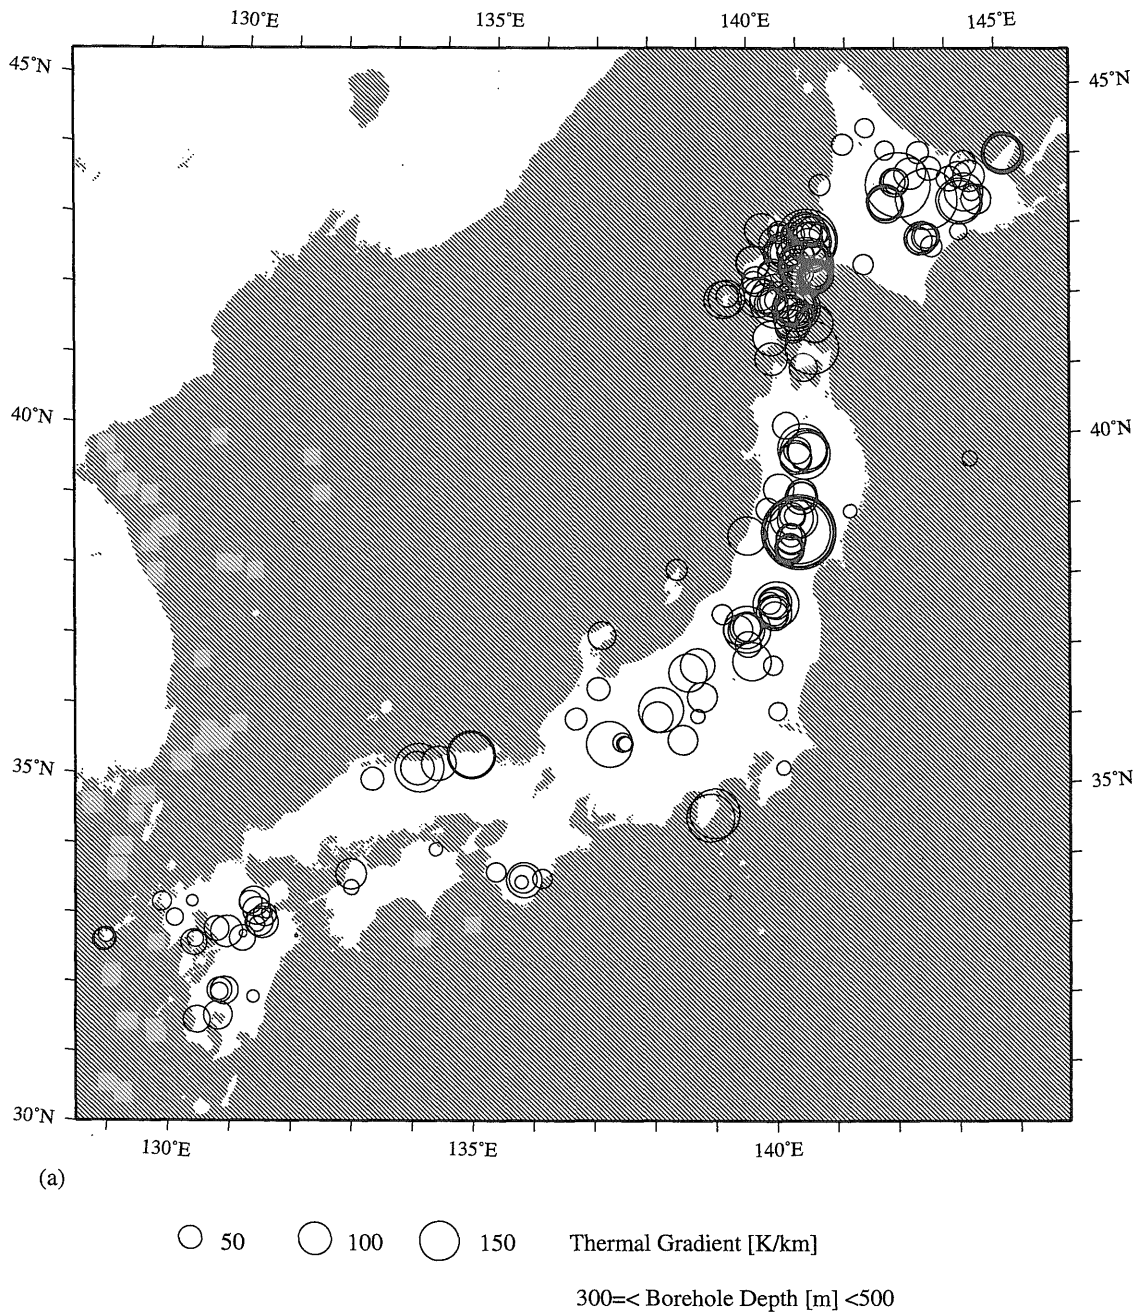 130°E 135°E 140°E 145°E
45°N 45°N
40°N 40°N
35°N 35°N
30°N
130°E 135°E 140°E
(a)
50 100 150 Thermal Gradient [K/km]
300=< Borehole Depth [m] <500